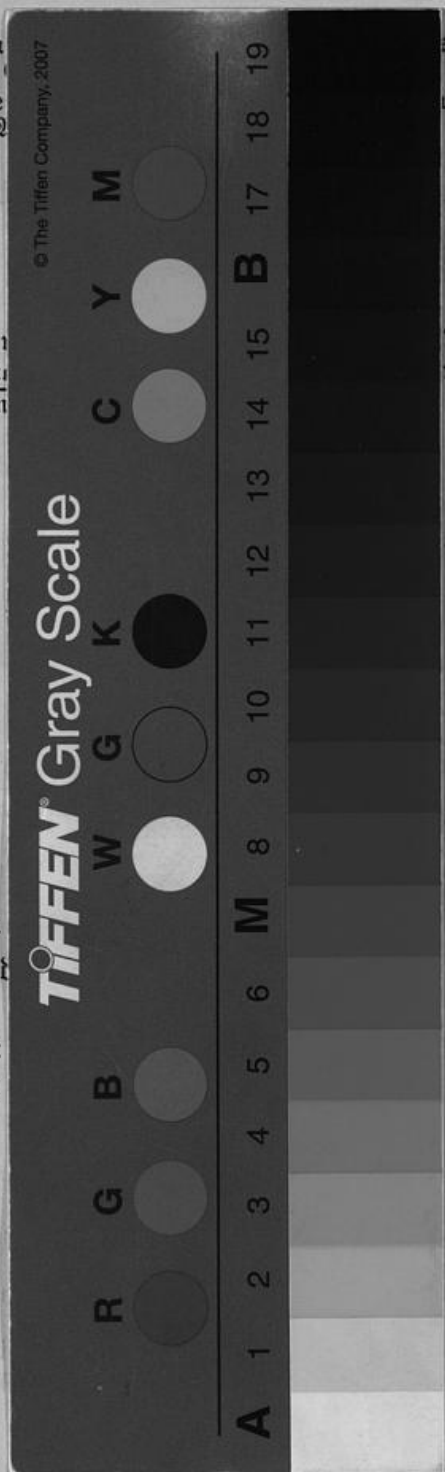 © The Tiffen Company, 2007
TIFFEN® Gray Scale
R G B W G K C Y M
A 1 2 3 4 5 6 M 8 9 10 11 12 13 14 15 B 17 18 19